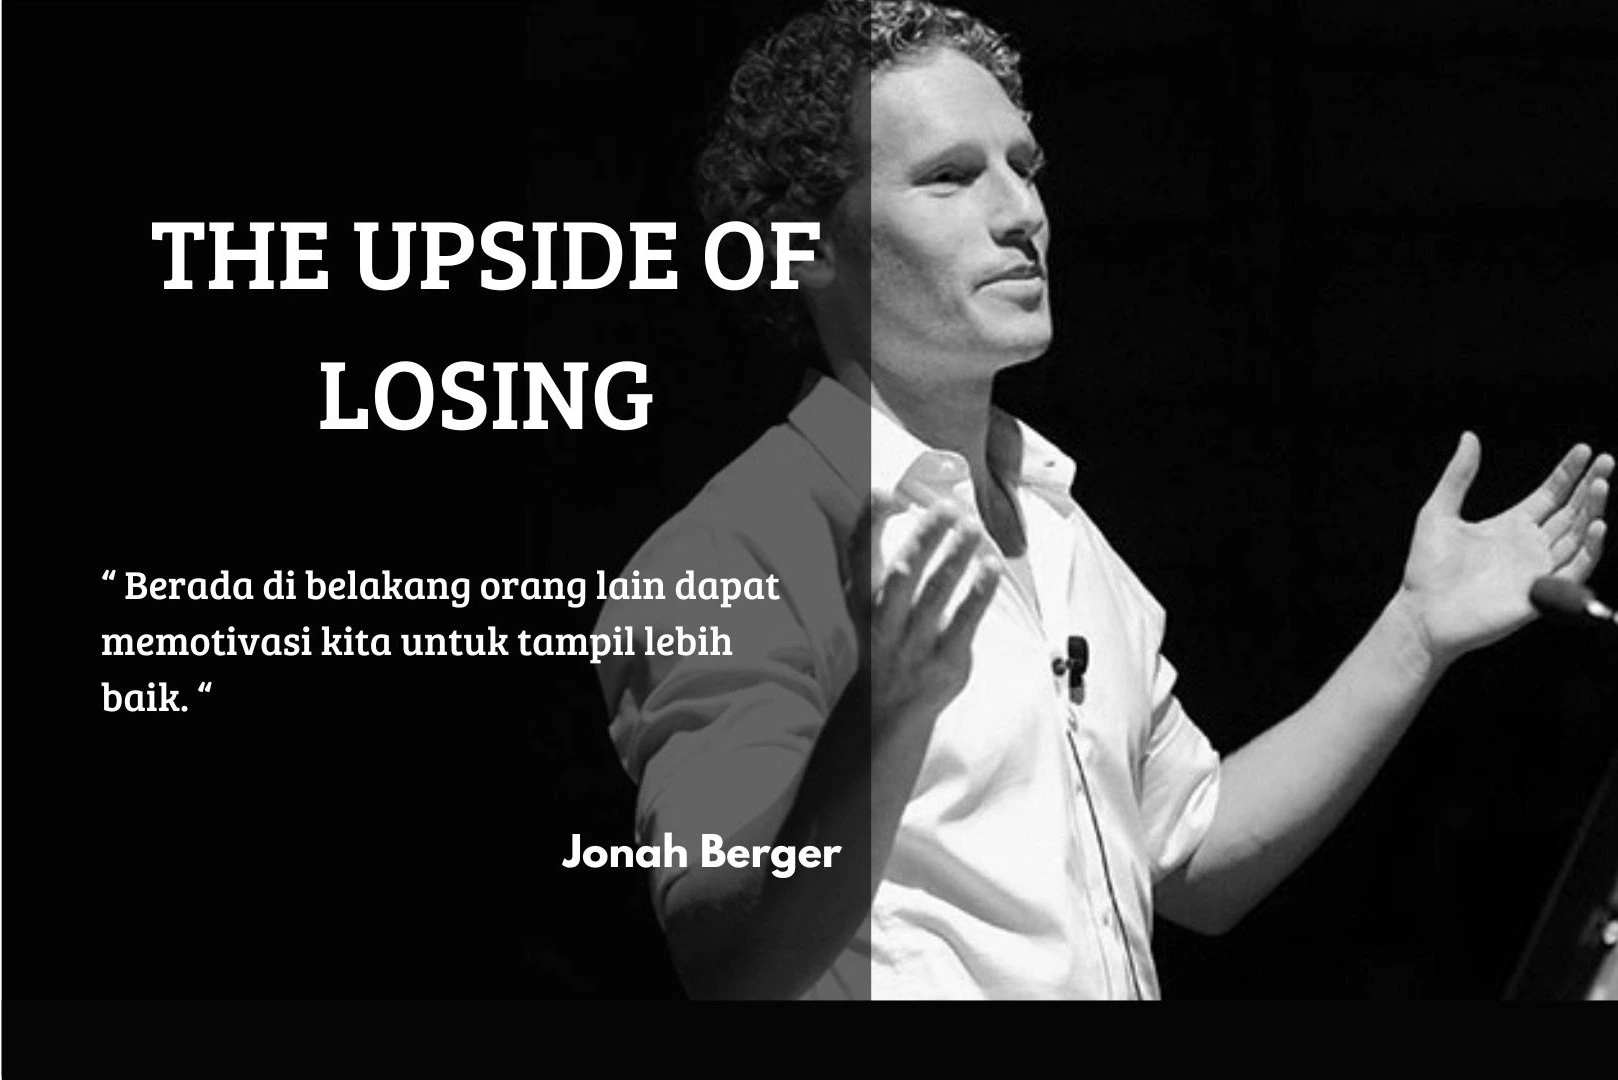 THE UPSIDE OF
LOSING
“ Berada di belakang orang lain dapat
memotivasi kita untuk tampil lebih
baik. “
Jonah Berger